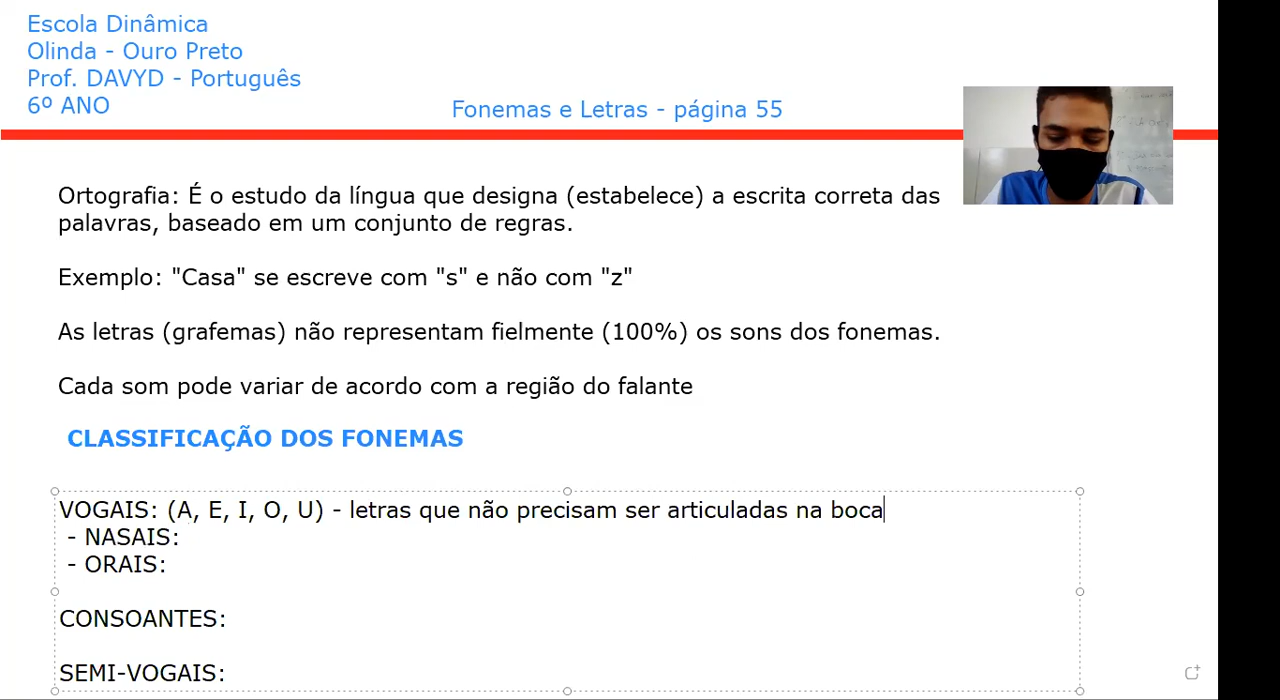 Escola Dinâmica
Olinda - Ouro Preto
Prof. DAVYD - Português
6º ANO
Fonemas e Letras - página 55
Ortografia: É o estudo da língua que designa (estabelece) a escrita correta das
palavras, baseado em um conjunto de regras.
Exemplo: "Casa" se escreve com "s" e não com "z"
As letras (grafemas) não representam fielmente (100%) os sons dos fonemas.
Cada som pode variar de acordo com a região do falante
CLASSIFICAÇÃO DOS FONEMAS
VOGAIS: (A, E, I, O, U) - letras que não precisam ser articuladas na boca
- NASAIS:
- ORAIS:
CONSOANTES:
SEMI-VOGAIS: